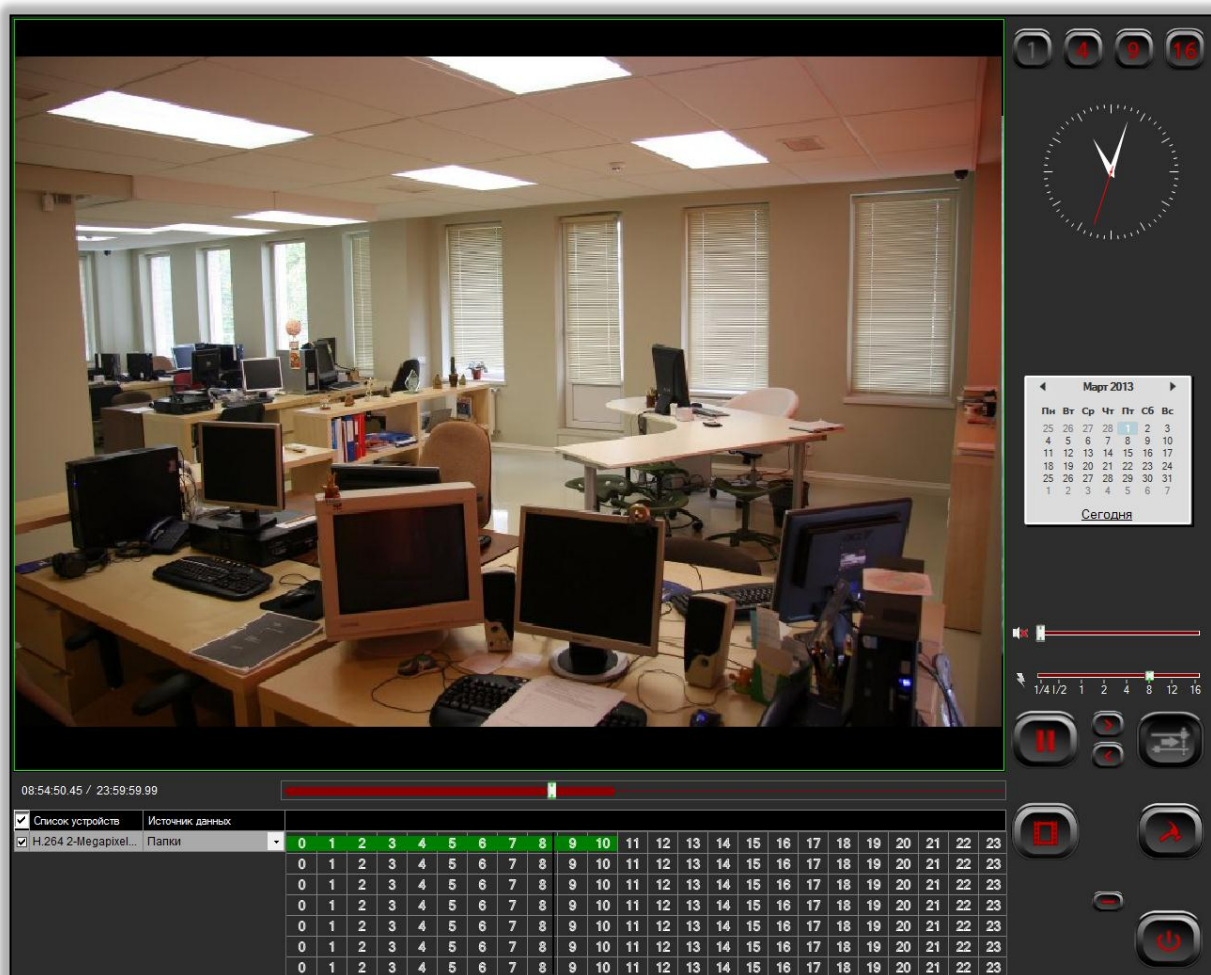 1 4 9 16
Март 2013
Пн Вт Ср Чт Пт Сб Вс
25 26 27 28 1 2 3
4 5 6 7 8 9 10
11 12 13 14 15 16 17
18 19 20 21 22 23 24
25 26 27 28 29 30 31
1 2 3 4 5 6 7
Сегодня
1/4 1/2 1 2 4 8 12 16
acer
08:54:50.45 / 23:59:59.99
Список устройств Источник данных
H.264 2-Megapixel... Папки
0 1 2 3 4 5 6 7 8 9 10 11 12 13 14 15 16 17 18 19 20 21 22 23
0 1 2 3 4 5 6 7 8 9 10 11 12 13 14 15 16 17 18 19 20 21 22 23
0 1 2 3 4 5 6 7 8 9 10 11 12 13 14 15 16 17 18 19 20 21 22 23
0 1 2 3 4 5 6 7 8 9 10 11 12 13 14 15 16 17 18 19 20 21 22 23
0 1 2 3 4 5 6 7 8 9 10 11 12 13 14 15 16 17 18 19 20 21 22 23
0 1 2 3 4 5 6 7 8 9 10 11 12 13 14 15 16 17 18 19 20 21 22 23
0 1 2 3 4 5 6 7 8 9 10 11 12 13 14 15 16 17 18 19 20 21 22 23